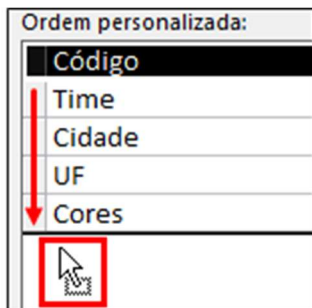 Ordem personalizada:
Código
Time
Cidade
UF
Cores